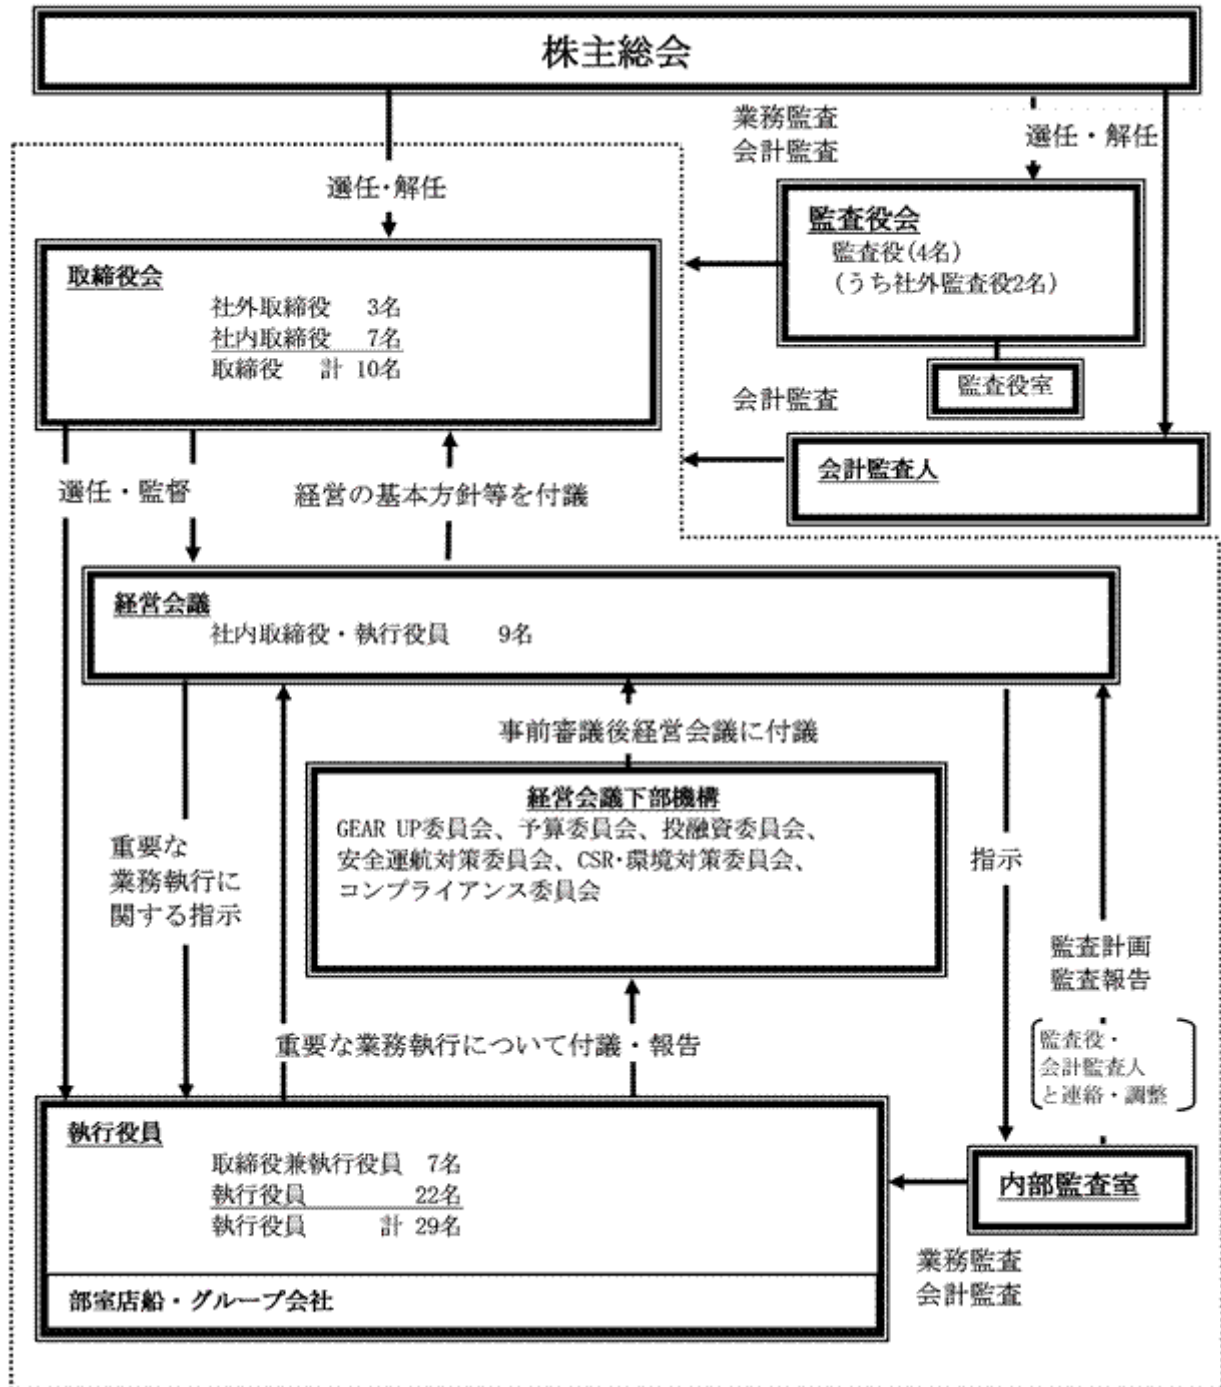 株主総会
業務監査
会計監査
選任・解任
選任・解任
監査役会
監査役(4名)
(うち社外監査役2名)
監査役室
取締役会
社外取締役 3名
社内取締役 7名
取締役 計 10名
会計監査
会計監査人
選任・監督
経営の基本方針等を付議
経営会議
社内取締役・執行役員 9名
事前審議後経営会議に付議
経営会議下部機構
GEAR UP委員会、予算委員会、投融資委員会、
安全運航対策委員会、CSR・環境対策委員会、
コンプライアンス委員会
重要な
業務執行に
関する指示
指示
監査計画
監査報告
監査役・
会計監査人
と連絡・調整
重要な業務執行について付議・報告
執行役員
取締役兼執行役員 7名
執行役員 22名
執行役員 計 29名
内部監査室
業務監査
会計監査
部室店船・グループ会社